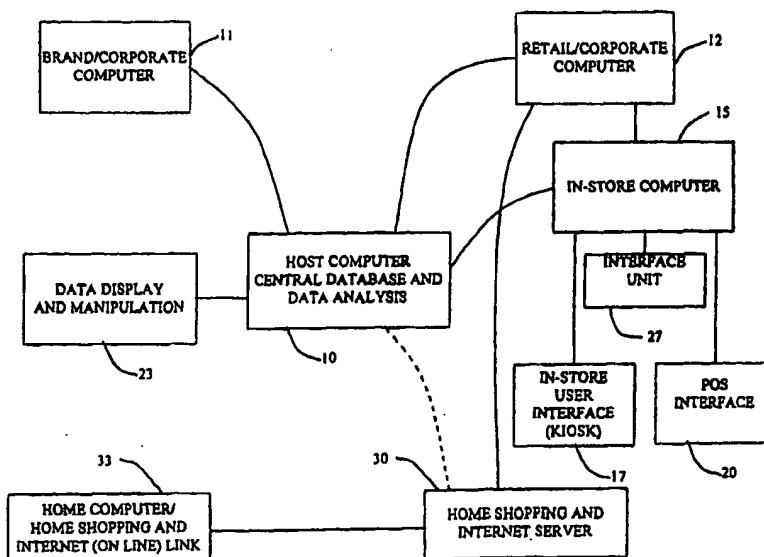 11
BRAND/CORPORATE
COMPUTER
RETAIL/CORPORATE
COMPUTER
12
15
IN-STORE COMPUTER
HOST COMPUTER
CENTRAL DATABASE AND
DATA ANALYSIS
10
DATA DISPLAY
AND MANIPULATION
23
INTERFACE
UNIT
27
IN-STORE
USER
INTERFACE
(KIOSK)
17
POS
INTERFACE
20
33
HOME COMPUTER/
HOME SHOPPING AND
INTERNET (ON LINE) LINK
30
HOME SHOPPING AND
INTERNET SERVER